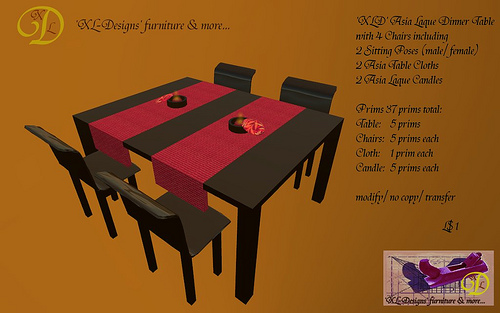 XLD
'XL-Designs' furniture & more...
'XLD' Asia Laque Dinner Table
with 4 Chairs including
2 Sitting Poses (male/female)
2 Asia Table Cloths
2 Asia Laque Candles
Prims 37 prims total:
Table: 5 prims
Chairs: 5 prims each
Cloth: 1 prim each
Candle: 5 prims each
modify/ no copy/ transfer
L$ 1
'XL-Designs' furniture & more...